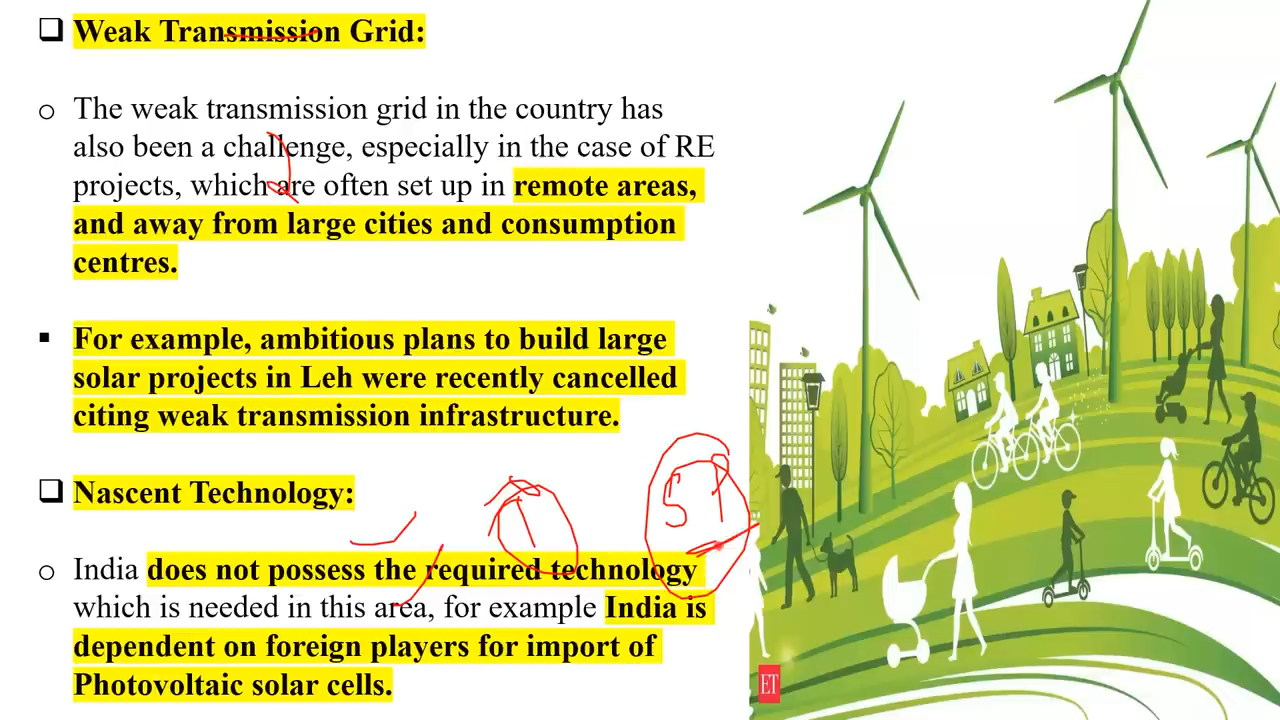 Weak Transmission Grid:
The weak transmission grid in the country has
also been a challenge, especially in the case of RE
projects, which are often set up in remote areas,
and away from large cities and consumption
centres.
For example, ambitious plans to build large
solar projects in Leh were recently cancelled
citing weak transmission infrastructure.
Nascent Technology:
India does not possess the required technology
which is needed in this area, for example India is
dependent on foreign players for import of
Photovoltaic solar cells.
ET